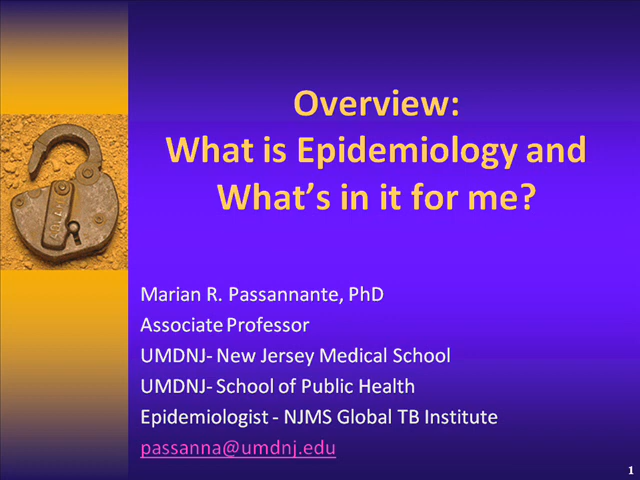 Overview:
What is Epidemiology and
What's in it for me?
Marian R. Passannante, PhD
Associate Professor
UMDNJ- New Jersey Medical School
UMDNJ- School of Public Health
Epidemiologist - NJMS Global TB Institute
passanna@umdnj.edu
1